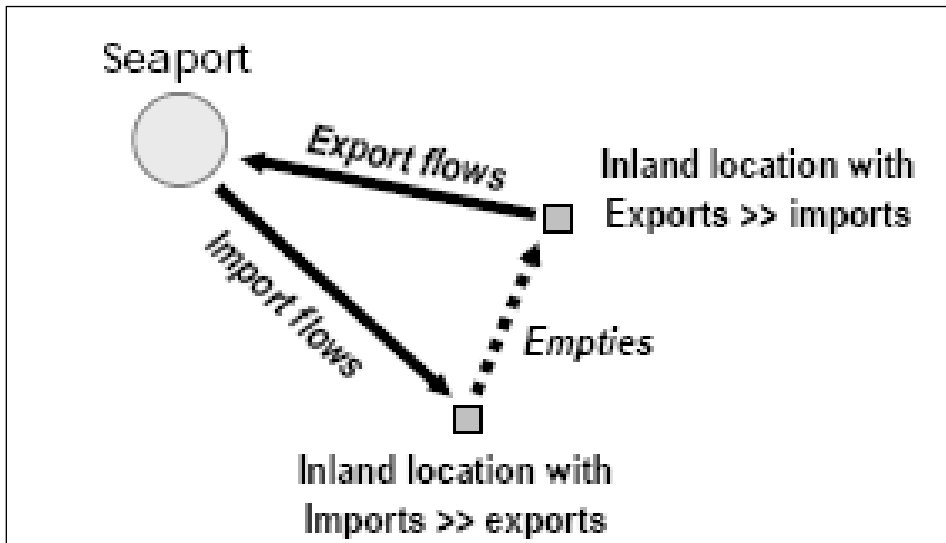 Seaport
Export flows
Inland location with
Exports >> imports
Import flows
Empties
Inland location with
Imports >> exports